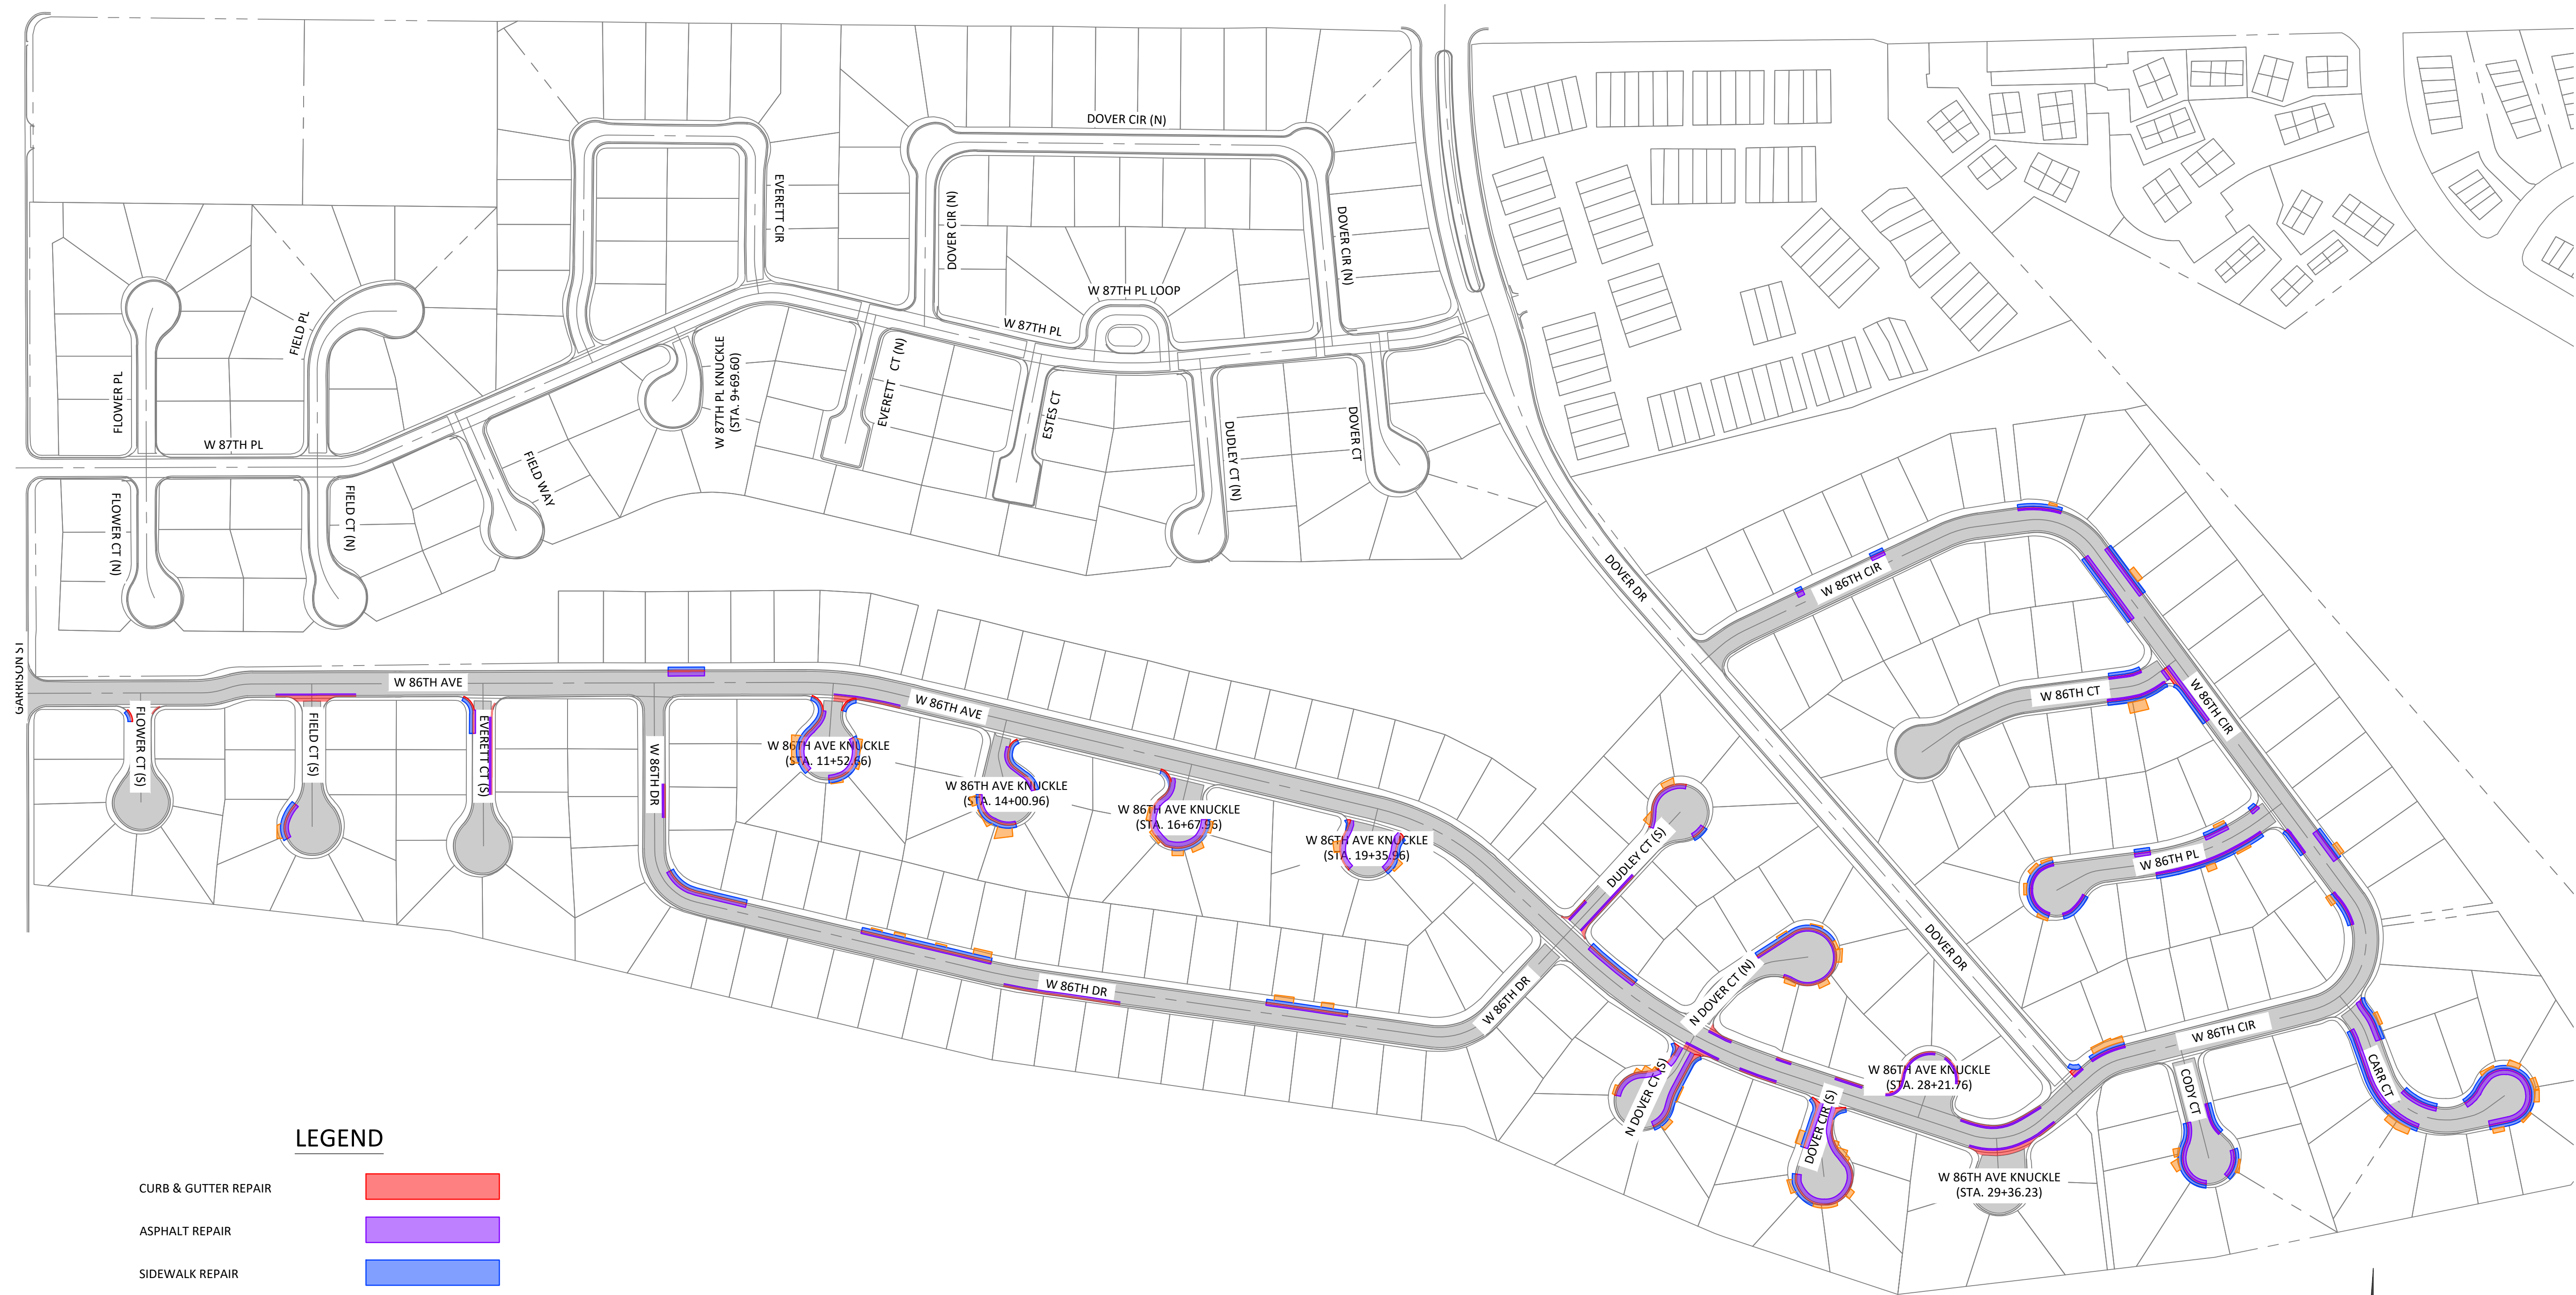 DOVER CIR (N)
EVERETT CIR
DOVER CIR (N)
DOVER CIR (N)
W 87TH PL LOOP
W 87TH PL
FIELD PL
FLOWER PL
W 87TH PL
W 87TH PL KNUCKLE
(STA. 9+69.60)
EVERETT CT (N)
ESTES CT
DUDLEY CT (N)
DOVER CT
FIELD WAY
FLOWER CT (N)
FIELD CT (N)
DOVER DR
W 86TH CIR
GARRISON ST
W 86TH AVE
W 86TH AVE
W 86TH CT
W 86TH CIR
FLOWER CT (S)
FIELD CT (S)
EVERETT CT (S)
W 86TH DR
W 86TH AVE KNUCKLE
(STA. 11+52.66)
W 86TH AVE KNUCKLE
(STA. 14+00.96)
W 86TH AVE KNUCKLE
(STA. 16+67.96)
W 86TH AVE KNUCKLE
(STA. 19+35.96)
DUDLEY CT (S)
W 86TH PL
DOVER DR
W 86TH DR
W 86TH DR
N DOVER CT (N)
W 86TH CIR
N DOVER CT (S)
W 86TH AVE KNUCKLE
(STA. 28+21.76)
DOVER CIR (S)
CODY CT
CARR CT
W 86TH AVE KNUCKLE
(STA. 29+36.23)
LEGEND
CURB & GUTTER REPAIR
ASPHALT REPAIR
SIDEWALK REPAIR